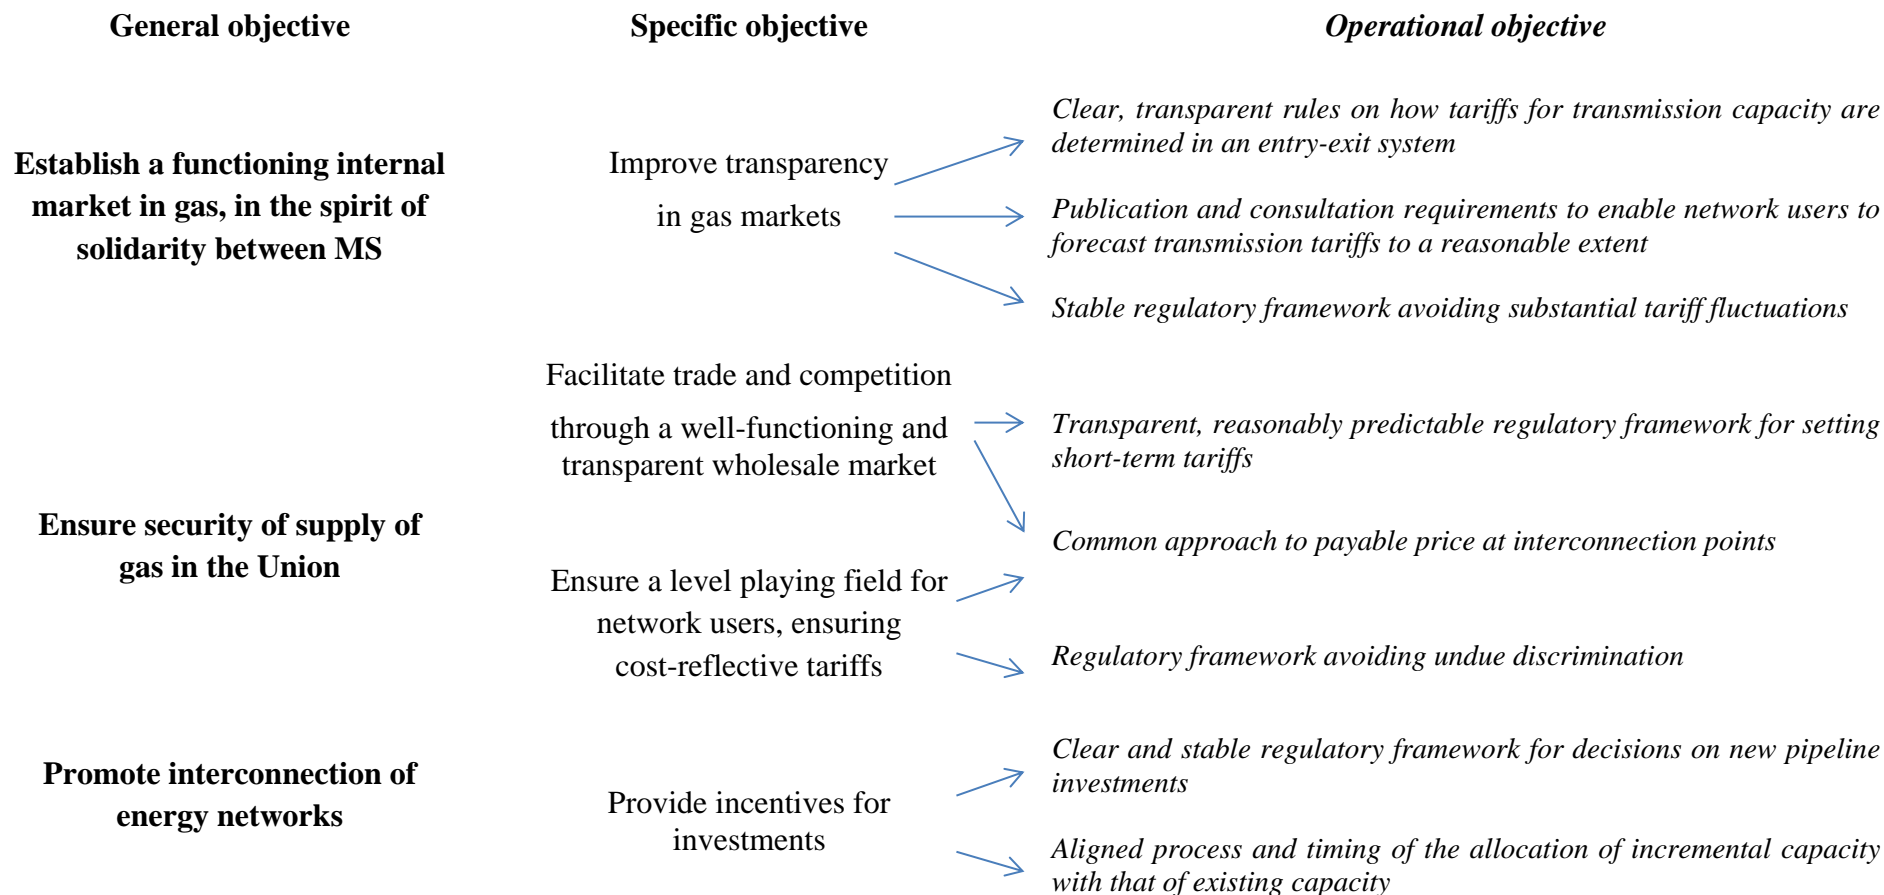 General objective
Specific objective
Operational objective
Establish a functioning internal
market in gas, in the spirit of
solidarity between MS
Improve transparency
in gas markets
Clear, transparent rules on how tariffs for transmission capacity are
determined in an entry-exit system
Publication and consultation requirements to enable network users to
forecast transmission tariffs to a reasonable extent
Stable regulatory framework avoiding substantial tariff fluctuations
Facilitate trade and competition
through a well-functioning and
transparent wholesale market
Transparent, reasonably predictable regulatory framework for setting
short-term tariffs
Ensure security of supply of
gas in the Union
Common approach to payable price at interconnection points
Ensure a level playing field for
network users, ensuring
cost-reflective tariffs
Regulatory framework avoiding undue discrimination
Promote interconnection of
energy networks
Provide incentives for
investments
Clear and stable regulatory framework for decisions on new pipeline
investments
Aligned process and timing of the allocation of incremental capacity
with that of existing capacity